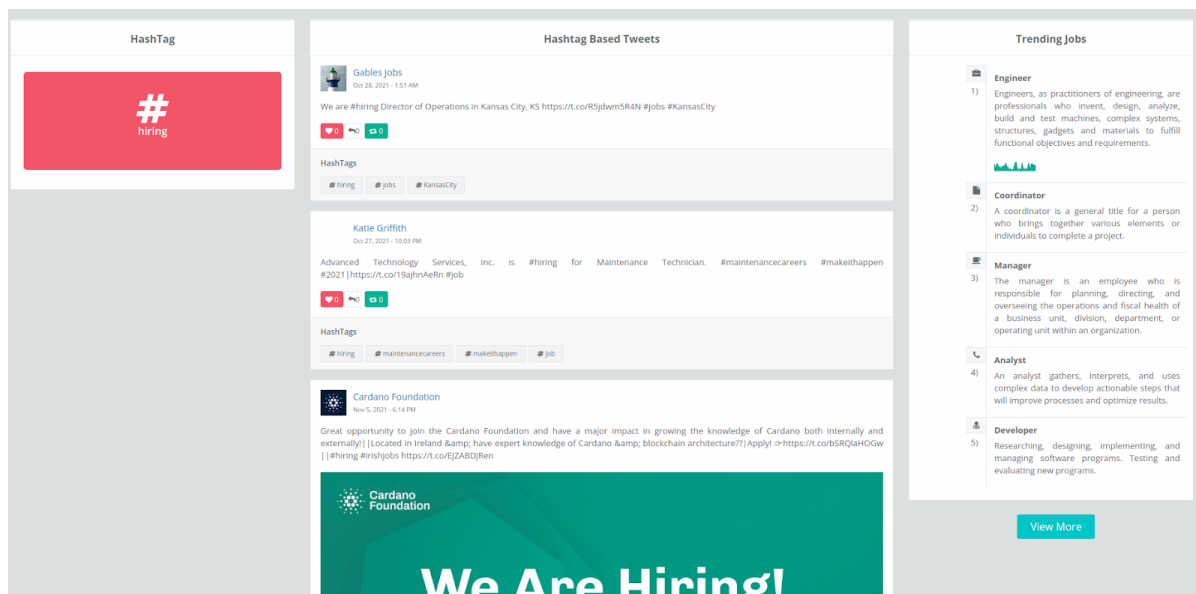 HashTag
#
hiring
Hashtag Based Tweets
Gables Jobs
Oct 28, 2021 - 1:51 AM
We are #hiring Director of Operations in Kansas City, KS https://t.co/R5jdwm5R4N #jobs #KansasCity
0 0 0
HashTags
# hiring # jobs # KansasCity
Katie Griffith
Oct 27, 2021 - 10:03 PM
Advanced Technology Services, Inc. is #hiring for Maintenance Technician. #maintenancecareers #makeithappen
#2021|https://t.co/19ajhnAeRn #job
0 0 0
HashTags
# hiring # maintenancecareers # makeithappen # job
Cardano Foundation
Nov 5, 2021 - 6:14 PM
Great opportunity to join the Cardano Foundation and have a major impact in growing the knowledge of Cardano both internally and
externally!||Located in Ireland &amp; have expert knowledge of Cardano &amp; blockchain architecture??|Apply! 👉https://t.co/bSRQlaHOGw
||#hiring #irishjobs https://t.co/EJZABDJRen
Cardano
Foundation
We Are Hiring!
Trending Jobs
Engineer
1)
Engineers, as practitioners of engineering, are
professionals who invent, design, analyze,
build and test machines, complex systems,
structures, gadgets and materials to fulfill
functional objectives and requirements.
Coordinator
2)
A coordinator is a general title for a person
who brings together various elements or
individuals to complete a project.
Manager
3)
The manager is an employee who is
responsible for planning, directing, and
overseeing the operations and fiscal health of
a business unit, division, department, or
operating unit within an organization.
Analyst
4)
An analyst gathers, interprets, and uses
complex data to develop actionable steps that
will improve processes and optimize results.
Developer
5)
Researching, designing, implementing, and
managing software programs. Testing and
evaluating new programs.
View More